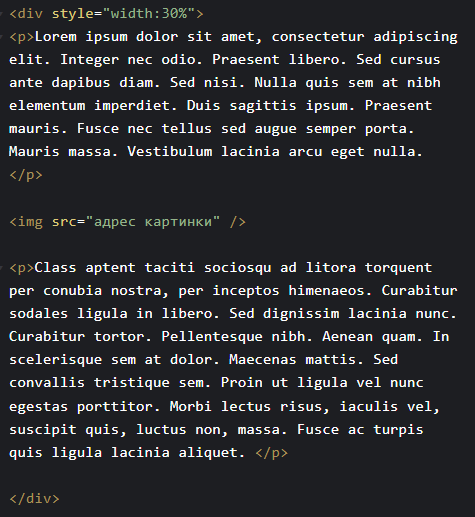 <div style="width:30%">
<p>Lorem ipsum dolor sit amet, consectetur adipiscing
elit. Integer nec odio. Praesent libero. Sed cursus
ante dapibus diam. Sed nisi. Nulla quis sem at nibh
elementum imperdiet. Duis sagittis ipsum. Praesent
mauris. Fusce nec tellus sed augue semper porta.
Mauris massa. Vestibulum lacinia arcu eget nulla.
</p>
<img src="адрес картинки" />
<p>Class aptent taciti sociosqu ad litora torquent
per conubia nostra, per inceptos himenaeos. Curabitur
sodales ligula in libero. Sed dignissim lacinia nunc.
Curabitur tortor. Pellentesque nibh. Aenean quam. In
scelerisque sem at dolor. Maecenas mattis. Sed
convallis tristique sem. Proin ut ligula vel nunc
egestas porttitor. Morbi lectus risus, iaculis vel,
suscipit quis, luctus non, massa. Fusce ac turpis
quis ligula lacinia aliquet. </p>
</div>